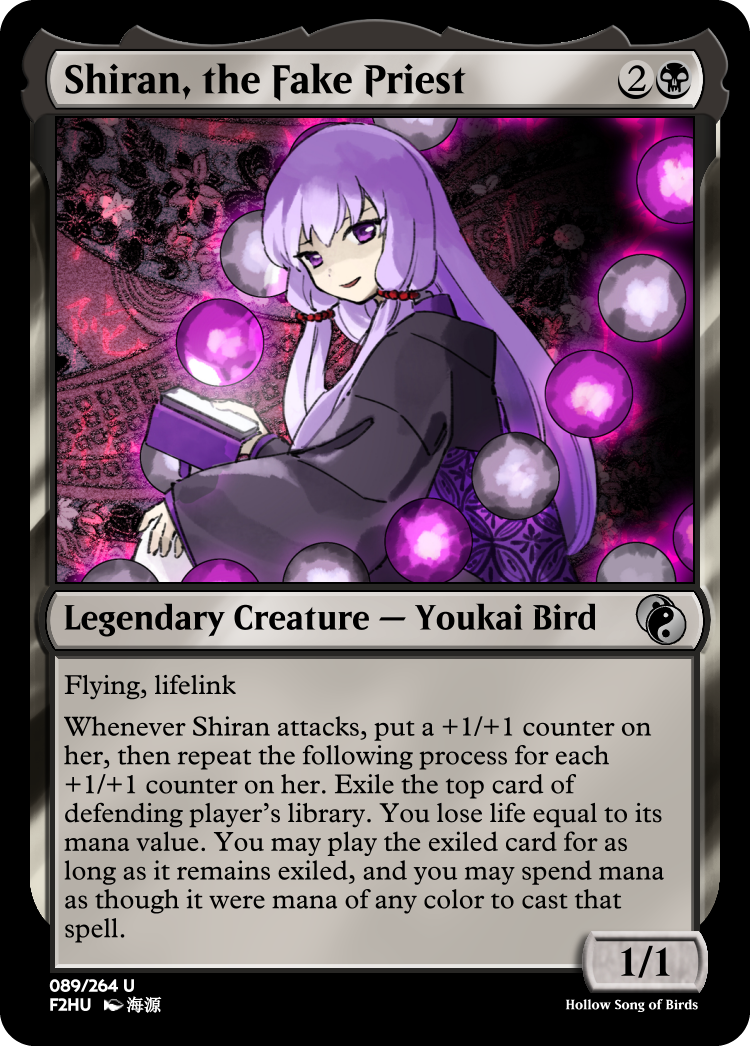 Shiran, the Fake Priest 2
Legendary Creature — Youkai Bird
Flying, lifelink
Whenever Shiran attacks, put a +1/+1 counter on
her, then repeat the following process for each
+1/+1 counter on her. Exile the top card of
defending player's library. You lose life equal to its
mana value. You may play the exiled card for as
long as it remains exiled, and you may spend mana
as though it were mana of any color to cast that
spell.
1/1
089/264 U
F2HU 海源
Hollow Song of Birds